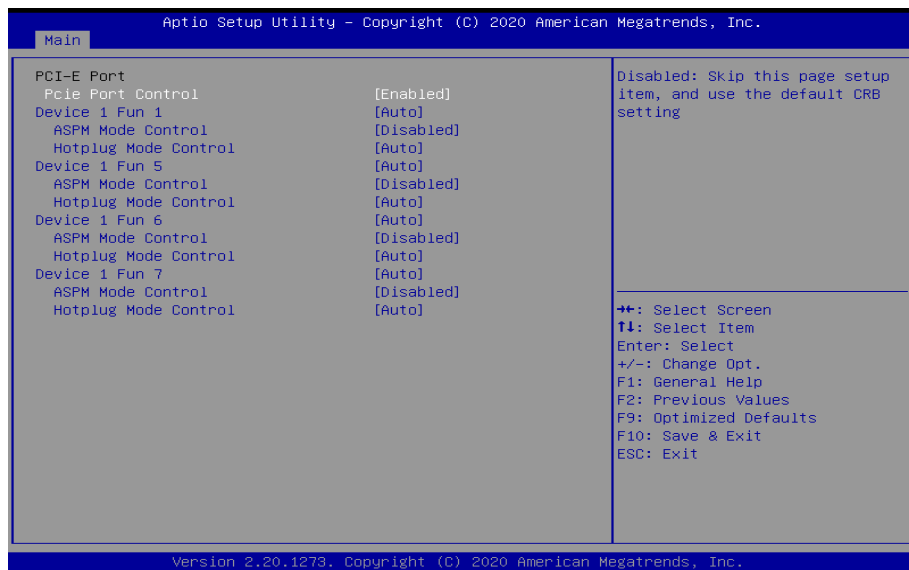 Aptio Setup Utility – Copyright (C) 2020 American Megatrends, Inc.
Main
PCI-E Port
Pcie Port Control [Enabled]
Device 1 Fun 1 [Auto]
ASPM Mode Control [Disabled]
Hotplug Mode Control [Auto]
Device 1 Fun 5 [Auto]
ASPM Mode Control [Disabled]
Hotplug Mode Control [Auto]
Device 1 Fun 6 [Auto]
ASPM Mode Control [Disabled]
Hotplug Mode Control [Auto]
Device 1 Fun 7 [Auto]
ASPM Mode Control [Disabled]
Hotplug Mode Control [Auto]
Disabled: Skip this page setup
item, and use the default CRB
setting
→←: Select Screen
↑↓: Select Item
Enter: Select
+/-: Change Opt.
F1: General Help
F2: Previous Values
F9: Optimized Defaults
F10: Save & Exit
ESC: Exit
Version 2.20.1273. Copyright (C) 2020 American Megatrends, Inc.